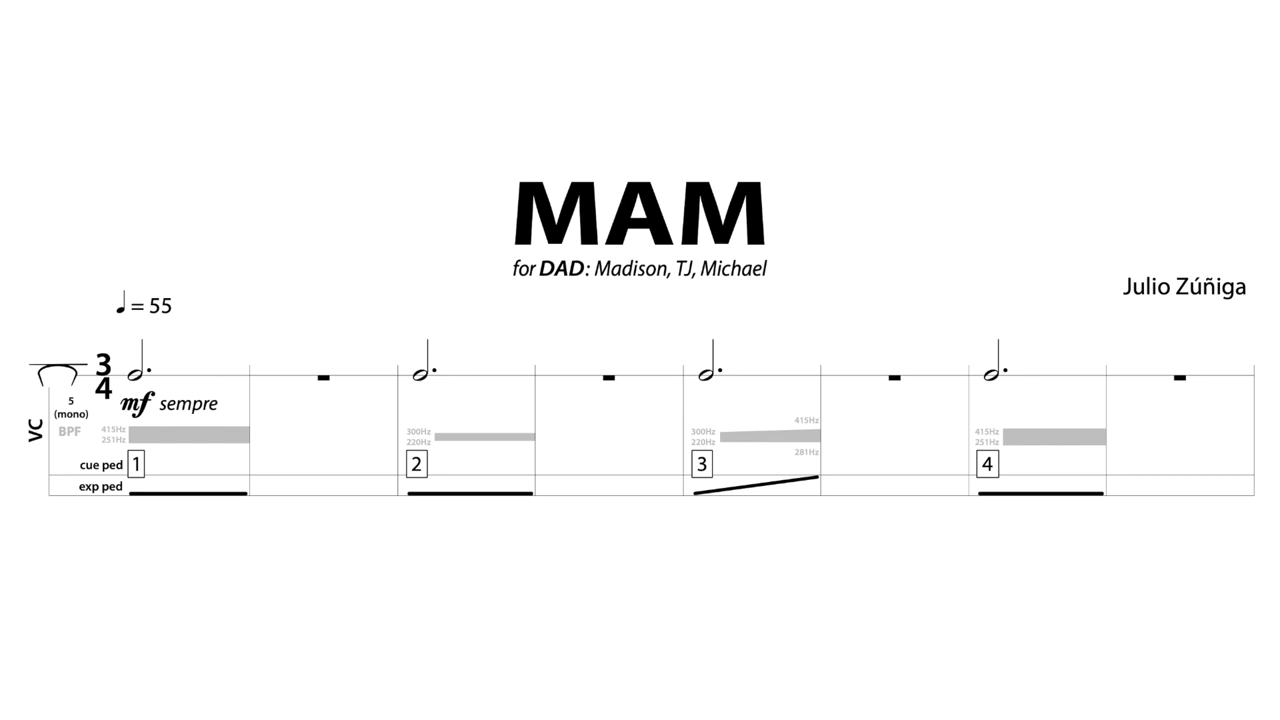 MAM
for DAD: Madison, TJ, Michael
Julio Zúñiga
= 55
3
4
mf sempre
VC
5
(mono)
BPF
415Hz
251Hz
300Hz
220Hz
300Hz
220Hz
415Hz
281Hz
415Hz
251Hz
cue ped 1 2 3 4
exp ped